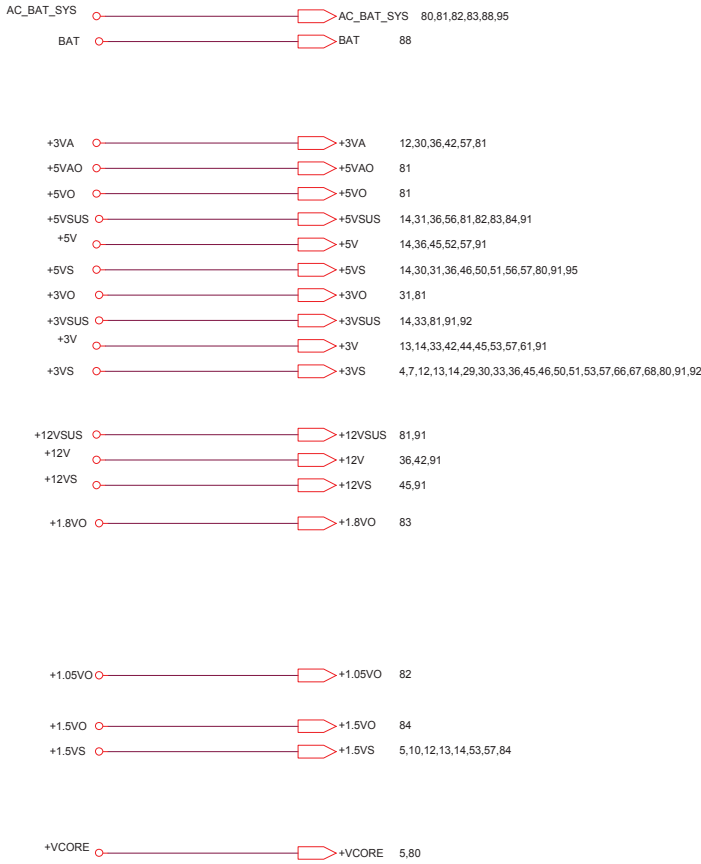 AC_BAT_SYS AC_BAT_SYS 80,81,82,83,88,95
BAT BAT 88
+3VA +3VA 12,30,36,42,57,81
+5VAO +5VAO 81
+5VO +5VO 81
+5VSUS +5VSUS 14,31,36,56,81,82,83,84,91
+5V +5V 14,36,45,52,57,91
+5VS +5VS 14,30,31,36,46,50,51,56,57,80,91,95
+3VO +3VO 31,81
+3VSUS +3VSUS 14,33,81,91,92
+3V +3V 13,14,33,42,44,45,53,57,61,91
+3VS +3VS 4,7,12,13,14,29,30,33,36,45,46,50,51,53,57,66,67,68,80,91,92
+12VSUS +12VSUS 81,91
+12V +12V 36,42,91
+12VS +12VS 45,91
+1.8VO +1.8VO 83
+1.05VO +1.05VO 82
+1.5VO +1.5VO 84
+1.5VS +1.5VS 5,10,12,13,14,53,57,84
+VCORE +VCORE 5,80